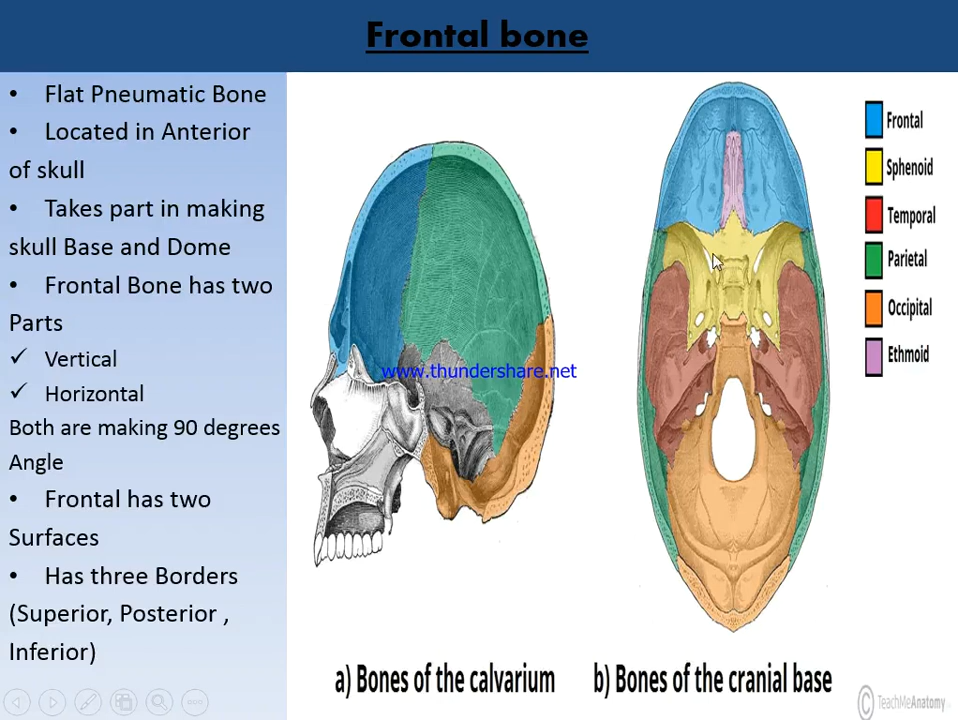 Frontal bone
• Flat Pneumatic Bone
• Located in Anterior
of skull
• Takes part in making
skull Base and Dome
• Frontal Bone has two
Parts
✓ Vertical
✓ Horizontal
Both are making 90 degrees
Angle
• Frontal has two
Surfaces
• Has three Borders
(Superior, Posterior ,
Inferior)
www.thundershare.net
a) Bones of the calvarium
b) Bones of the cranial base
Frontal
Sphenoid
Temporal
Parietal
Occipital
Ethmoid
© TeachMeAnatomy